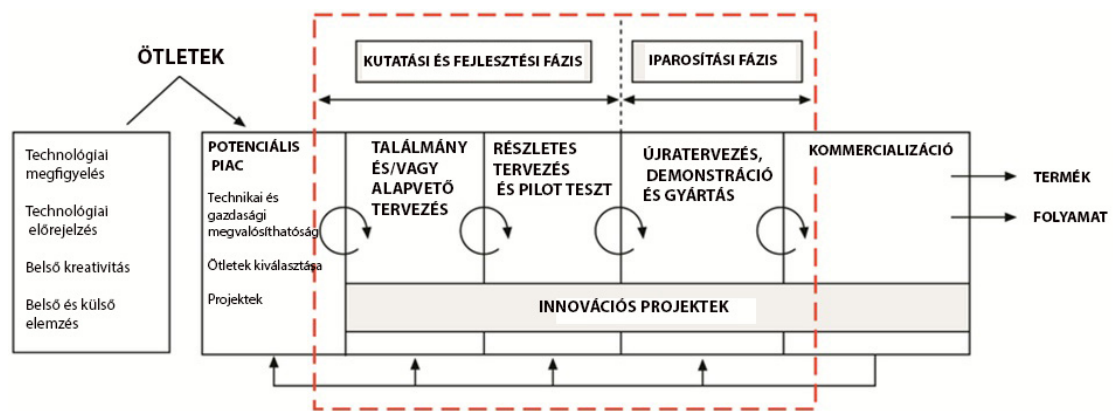 ÖTLETEK
KUTATÁSI ÉS FEJLESZTÉSI FÁZIS
IPAROSÍTÁSI FÁZIS
Technológiai
megfigyelés
Technológiai
előrejelzés
Belső kreativitás
Belső és külső
elemzés
POTENCIÁLIS
PIAC
Technikai és
gazdasági
megvalósíthatóság
Ötletek kiválasztása
Projektek
TALÁLMÁNY
ÉS/VAGY
ALAPVETŐ
TERVEZÉS
RÉSZLETES
TERVEZÉS
ÉS PILOT TESZT
ÚJRATERVEZÉS,
DEMONSTRÁCIÓ
ÉS GYÁRTÁS
KOMMERCIALIZÁCIÓ
TERMÉK
FOLYAMAT
INNOVÁCIÓS PROJEKTEK